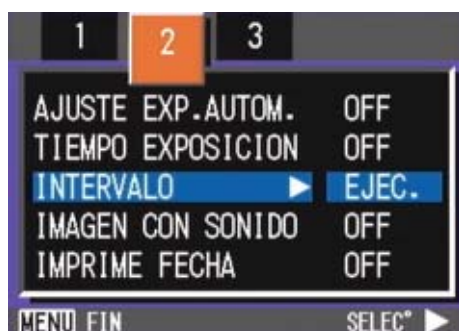 1 2 3
AJUSTE EXP.AUTOM. OFF
TIEMPO EXPOSICION OFF
INTERVALO ▶ EJEC.
IMAGEN CON SONIDO OFF
IMPRIME FECHA OFF
MENU FIN SELEC° ▶